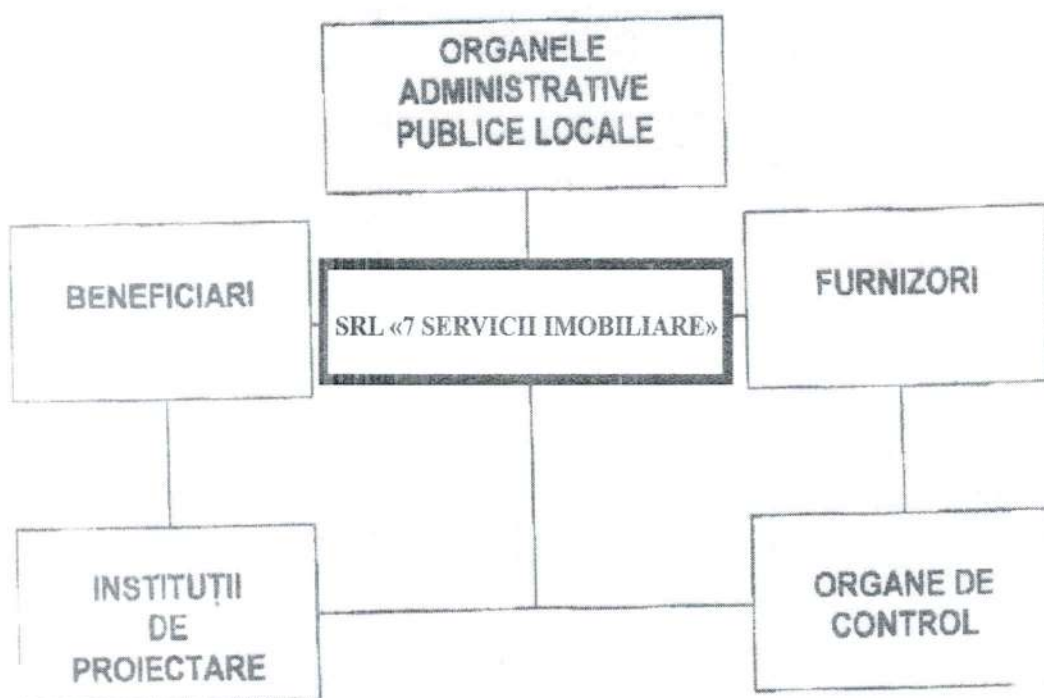 ORGANELE
ADMINISTRATIVE
PUBLICE LOCALE
BENEFICIARI
SRL «7 SERVICII IMOBILIARE»
FURNIZORI
INSTITUȚII
DE
PROIECTARE
ORGANE DE
CONTROL